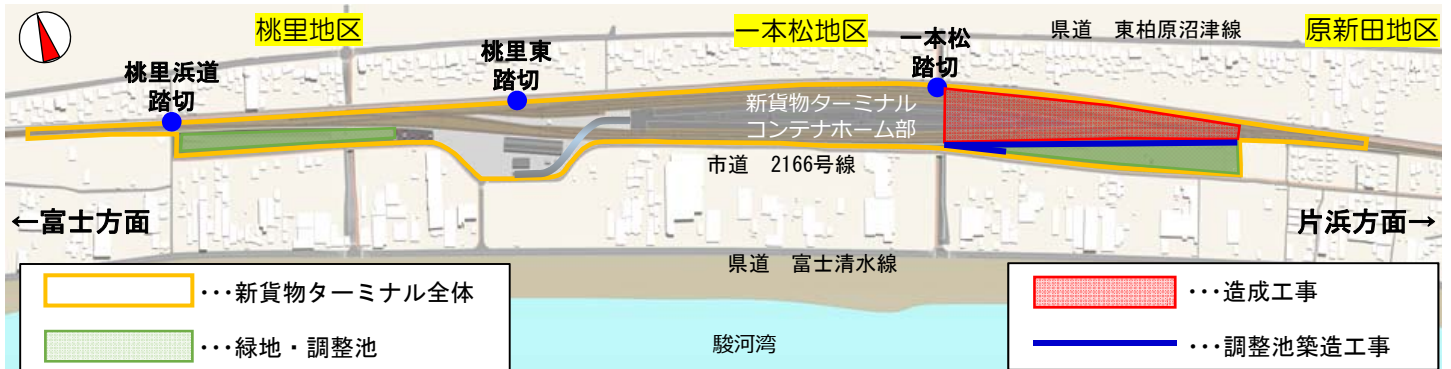 桃里地区
一本松地区
県道 東柏原沼津線
原新田地区
桃里浜道
踏切
桃里東
踏切
一本松
踏切
新貨物ターミナル
コンテナホーム部
市道 2166号線
←富士方面
片浜方面→
県道 富士清水線
駿河湾
・・・新貨物ターミナル全体
・・・緑地・調整池
・・・造成工事
・・・調整池築造工事